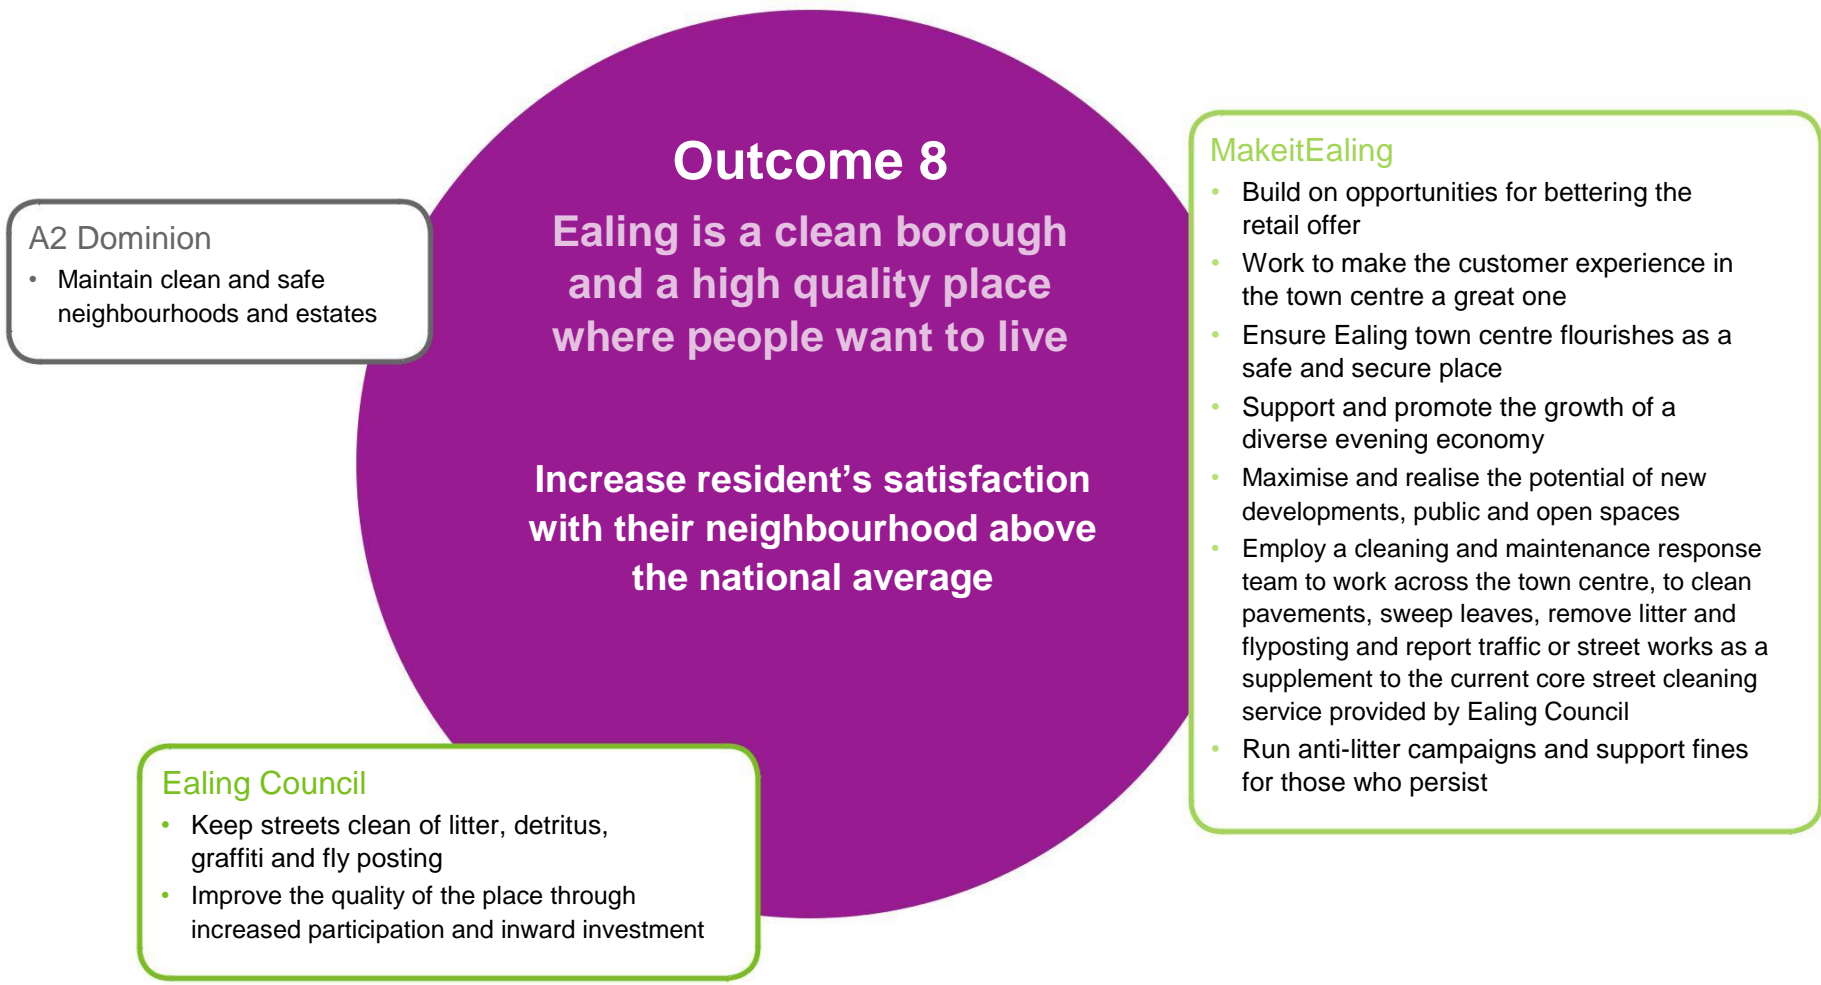 Outcome 8
Ealing is a clean borough
and a high quality place
where people want to live
Increase resident’s satisfaction
with their neighbourhood above
the national average
A2 Dominion
• Maintain clean and safe
neighbourhoods and estates
Ealing Council
• Keep streets clean of litter, detritus,
graffiti and fly posting
• Improve the quality of the place through
increased participation and inward investment
MakeitEaling
• Build on opportunities for bettering the
retail offer
• Work to make the customer experience in
the town centre a great one
• Ensure Ealing town centre flourishes as a
safe and secure place
• Support and promote the growth of a
diverse evening economy
• Maximise and realise the potential of new
developments, public and open spaces
• Employ a cleaning and maintenance response
team to work across the town centre, to clean
pavements, sweep leaves, remove litter and
flyposting and report traffic or street works as a
supplement to the current core street cleaning
service provided by Ealing Council
• Run anti-litter campaigns and support fines
for those who persist